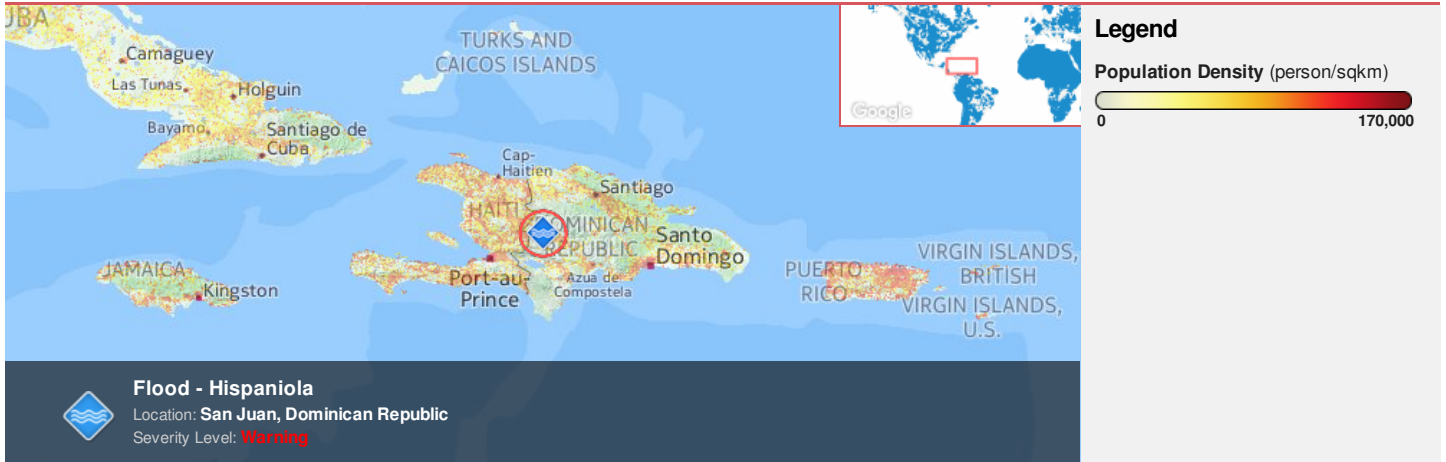 UBA
Camaguey
Las Tunas
Holguin
Bayamo
Santiago de
Cuba
TURKS AND
CAICOS ISLANDS
Cap-
Haitien
Santiago
HAITI
DOMINICAN
REPUBLIC
Santo
Domingo
JAMAICA
Kingston
Port-au-
Prince
Azua de
Compostela
PUERTO
RICO
VIRGIN ISLANDS,
BRITISH
VIRGIN ISLANDS,
U.S.
Google
Legend
Population Density (person/sqkm)
0 170,000
Flood - Hispaniola
Location: San Juan, Dominican Republic
Severity Level: Warning